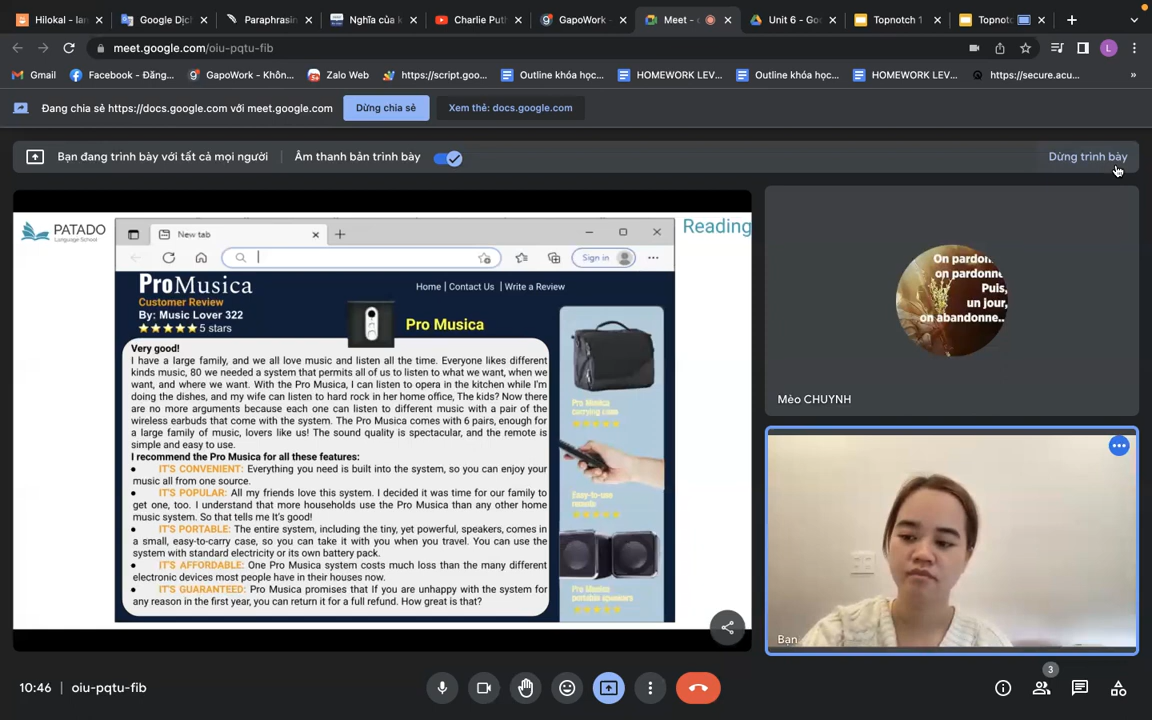 Hilokal - lan
Google Dịch
Paraphrasin
Nghĩa của k
Charlie Puth
GapoWork -
Meet -
Unit 6 - Goo
Topnotch 1
Topnot
meet.google.com/oiu-pqtu-fib
L
Gmail
Facebook - Đăng...
GapoWork - Khôn...
Zalo Web
https://script.goo...
Outline khóa học...
HOMEWORK LEV...
Outline khóa học...
HOMEWORK LEV...
https://secure.acu...
»
Đang chia sẻ https://docs.google.com với meet.google.com
Dừng chia sẻ
Xem thẻ: docs.google.com
Bạn đang trình bày với tất cả mọi người
Âm thanh bản trình bày
Dừng trình bày
PATADO
Language School
New tab
Reading
Sign in
ProMusica
Home | Contact Us | Write a Review
Customer Review
By: Music Lover 322
5 stars
Pro Musica
Very good!
I have a large family, and we all love music and listen all the time. Everyone likes different
kinds music, 80 we needed a system that permits all of us to listen to what we want, when we
want, and where we want. With the Pro Musica, I can listen to opera in the kitchen while I'm
doing the dishes, and my wife can listen to hard rock in her home office, The kids? Now there
are no more arguments because each one can listen to different music with a pair of the
wireless earbuds that come with the system. The Pro Musica comes with 6 pairs, enough for
a large family of music, lovers like us! The sound quality is spectacular, and the remote is
simple and easy to use.
I recommend the Pro Musica for all these features:
• IT'S CONVENIENT: Everything you need is built into the system, so you can enjoy your
music all from one source.
• IT'S POPULAR: All my friends love this system. I decided it was time for our family to
get one, too. I understand that more households use the Pro Musica than any other home
music system. So that tells me It's good!
• IT'S PORTABLE: The entire system, including the tiny, yet powerful, speakers, comes in
a small, easy-to-carry case, so you can take it with you when you travel. You can use the
system with standard electricity or its own battery pack.
• IT'S AFFORDABLE: One Pro Musica system costs much loss than the many different
electronic devices most people have in their houses now.
• IT'S GUARANTEED: Pro Musica promises that If you are unhappy with the system for
any reason in the first year, you can return it for a full refund. How great is that?
Pro Musica
carrying case
Easy-to-use
remote
Pro Musica
portable speakers
On pardon..
on pardonne
Puis,
un jour,
on abandonne..
Mèo CHUYNH
Bạn
10:46 | oiu-pqtu-fib
3